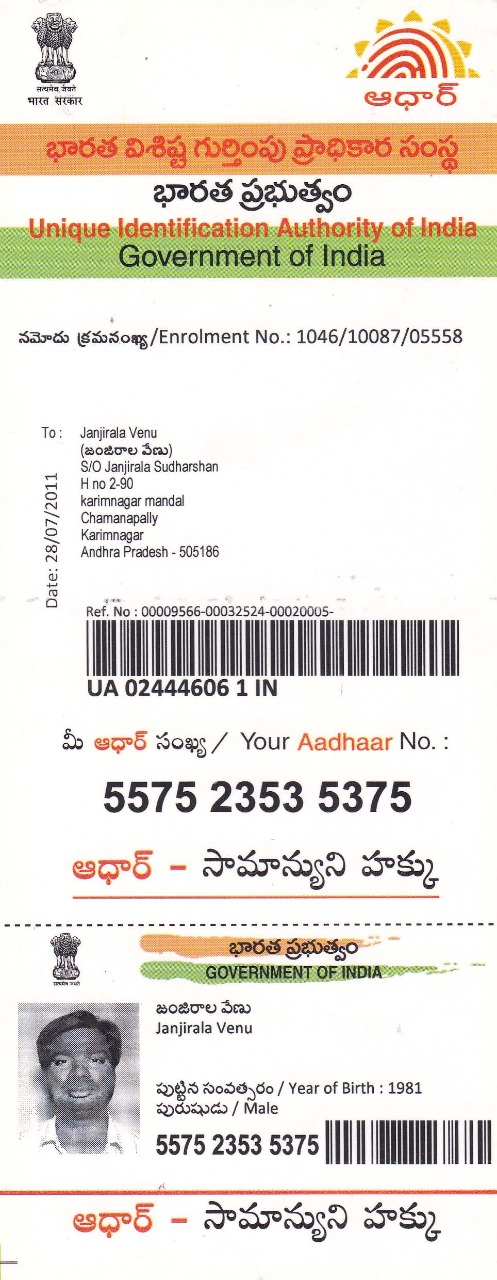 सत्यमेव जयते
भारत सरकार
ఆధార్
భారత విశిష్ట గుర్తింపు ప్రాధికార సంస్థ
భారత ప్రభుత్వం
Unique Identification Authority of India
Government of India
నమోదు క్రమసంఖ్య/Enrolment No.: 1046/10087/05558
To : Janjirala Venu
(జంజిరాల వేణు)
S/O Janjirala Sudharshan
H no 2-90
karimnagar mandal
Chamanapally
Karimnagar
Andhra Pradesh - 505186
Date: 28/07/2011
Ref. No : 00009566-00032524-00020005-
UA 02444606 1 IN
మీ ఆధార్ సంఖ్య / Your Aadhaar No. :
5575 2353 5375
ఆధార్ - సామాన్యుని హక్కు
सत्यमेव जयते
భారత ప్రభుత్వం
GOVERNMENT OF INDIA
జంజిరాల వేణు
Janjirala Venu
పుట్టిన సంవత్సరం / Year of Birth : 1981
పురుషుడు / Male
5575 2353 5375
ఆధార్ - సామాన్యుని హక్కు